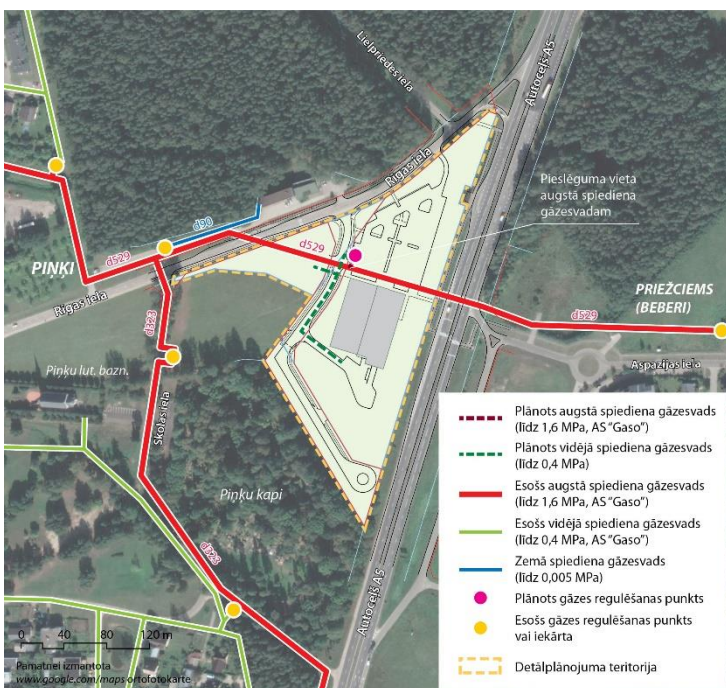 Lielpriedes iela
Autoceļš A5
Rīgas iela
Pieslēguma vieta
augstā spiediena
gāzesvadam
d90
d529
d529
PIŅĶI
Rīgas iela
d323
PRIEŽCIEMS
(BEBERI)
d529
Aspazijas iela
Piņķu lut. bazn.
Skolas iela
Piņķu kapi
d323
Autoceļš A5
Plānots augstā spiediena gāzesvads
(līdz 1,6 MPa, AS "Gaso")
Plānots vidējā spiediena gāzesvads
(līdz 0,4 MPa)
Esošs augstā spiediena gāzesvads
(līdz 1,6 MPa, AS "Gaso")
Esošs vidējā spiediena gāzesvads
(līdz 0,4 MPa, AS "Gaso")
Zemā spiediena gāzesvads
(līdz 0,005 MPa)
Plānots gāzes regulēšanas punkts
Esošs gāzes regulēšanas punkts
vai iekārta
Detālplānojuma teritorija
0 40 80 120 m
Pamatnei izmantota
www.google.com/maps ortofotokarte